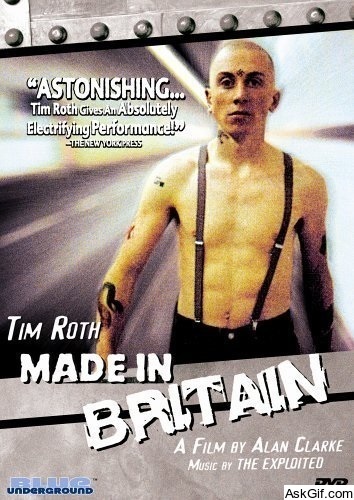 "ASTONISHING...
Tim Roth Gives An Absolutely
Electrifying Performance!"
–THE NEW YORK PRESS
TIM ROTH
MADE IN
BRITAIN
A FILM BY ALAN CLARKE
MUSIC BY THE EXPLOITED
BLUE
UNDERGROUND
DVD
AskGif.com